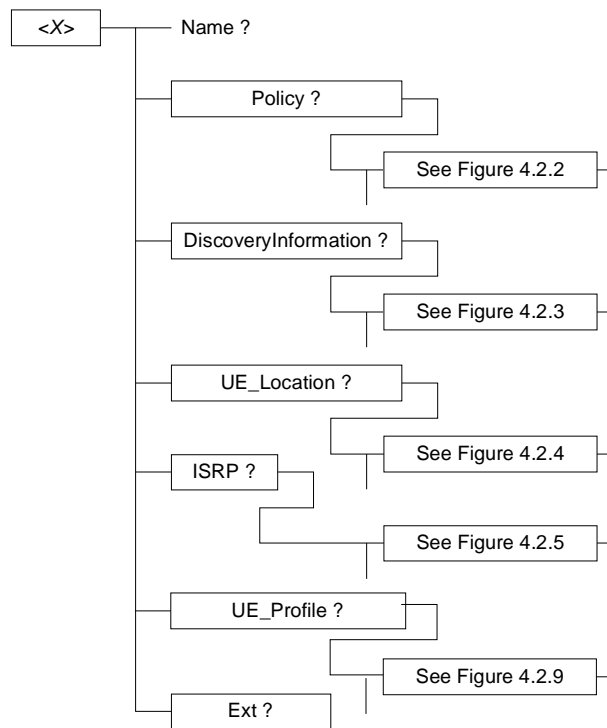 <X>
Name ?
Policy ?
See Figure 4.2.2
DiscoveryInformation ?
See Figure 4.2.3
UE_Location ?
See Figure 4.2.4
ISRP ?
See Figure 4.2.5
UE_Profile ?
See Figure 4.2.9
Ext ?